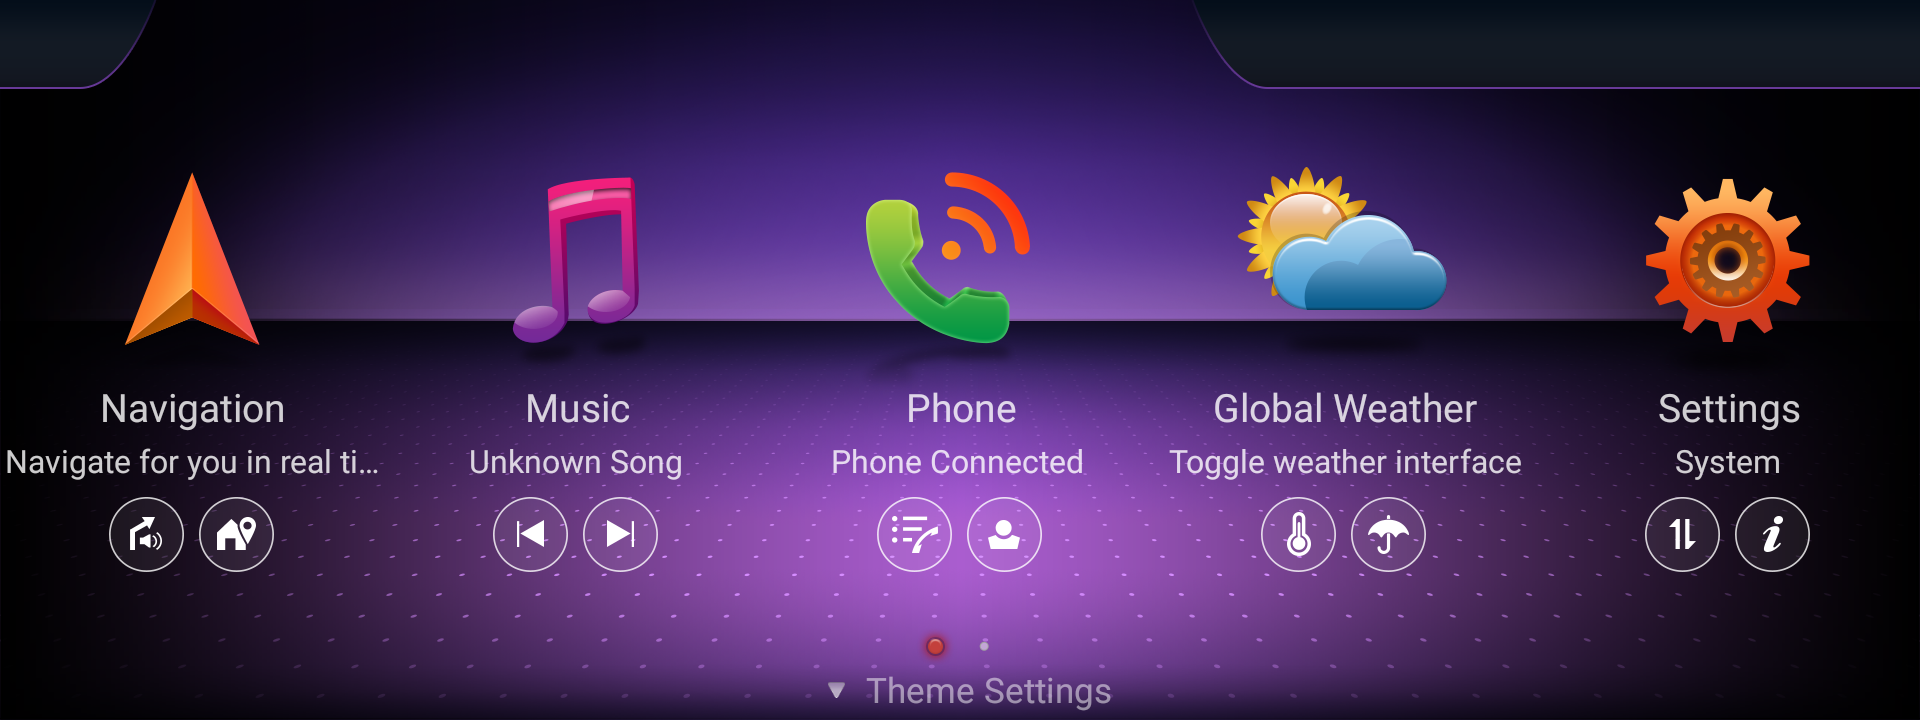 Navigation
Navigate for you in real ti...
Music
Unknown Song
Phone
Phone Connected
Global Weather
Toggle weather interface
Settings
System
Theme Settings